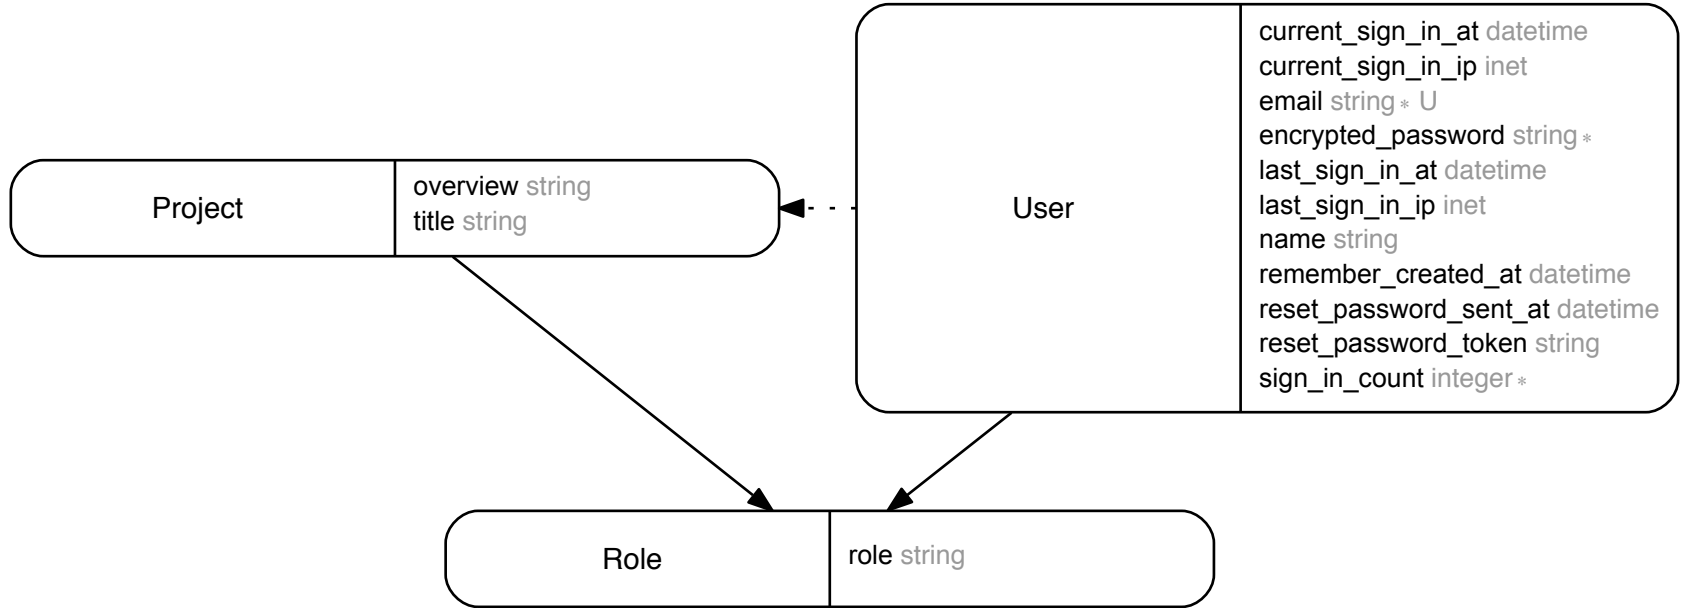 Project
overview string
title string
User
current_sign_in_at datetime
current_sign_in_ip inet
email string * U
encrypted_password string *
last_sign_in_at datetime
last_sign_in_ip inet
name string
remember_created_at datetime
reset_password_sent_at datetime
reset_password_token string
sign_in_count integer *
Role
role string